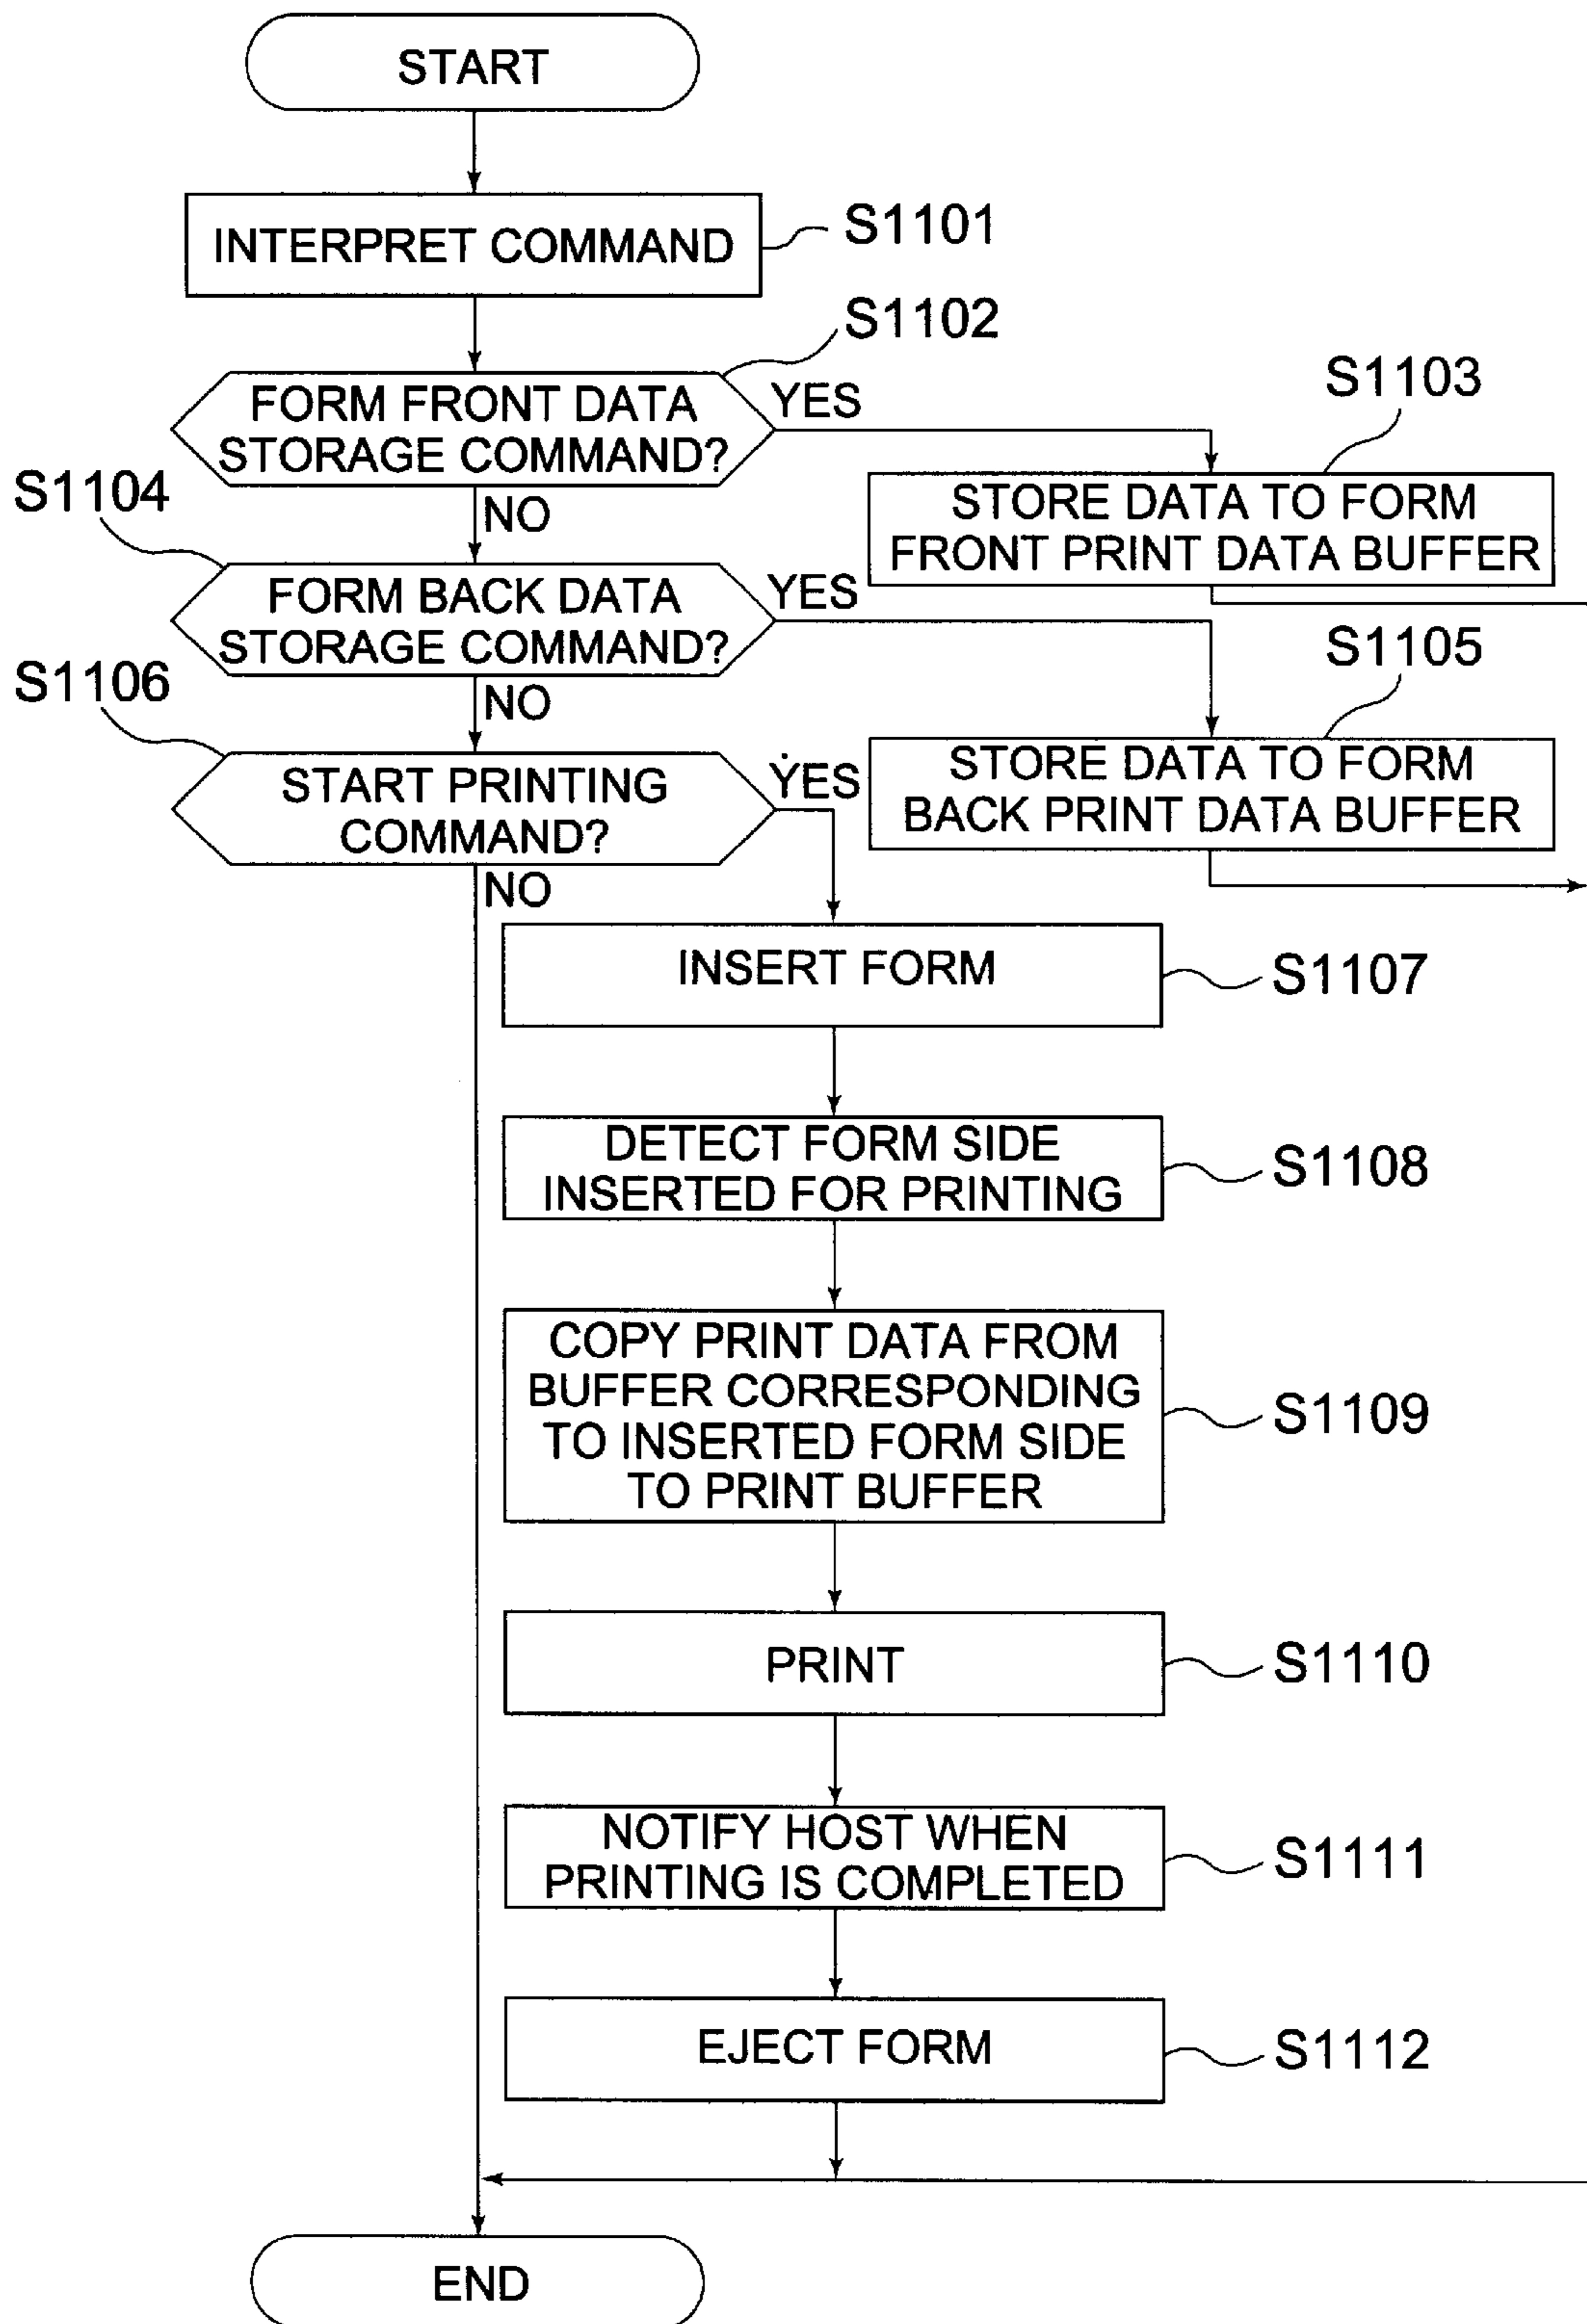 START
INTERPRET COMMAND
S1101
S1102
FORM FRONT DATA
STORAGE COMMAND?
YES
S1103
STORE DATA TO FORM
FRONT PRINT DATA BUFFER
NO
S1104
FORM BACK DATA
STORAGE COMMAND?
YES
S1105
STORE DATA TO FORM
BACK PRINT DATA BUFFER
NO
S1106
START PRINTING
COMMAND?
YES
NO
INSERT FORM
S1107
DETECT FORM SIDE
INSERTED FOR PRINTING
S1108
COPY PRINT DATA FROM
BUFFER CORRESPONDING
TO INSERTED FORM SIDE
TO PRINT BUFFER
S1109
PRINT
S1110
NOTIFY HOST WHEN
PRINTING IS COMPLETED
S1111
EJECT FORM
S1112
END